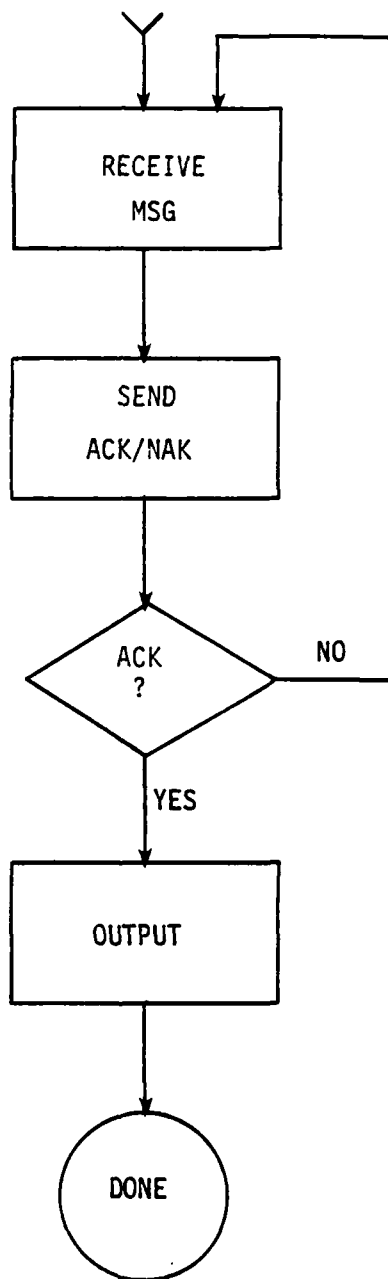 RECEIVE
MSG
SEND
ACK/NAK
ACK
?
NO
YES
OUTPUT
DONE